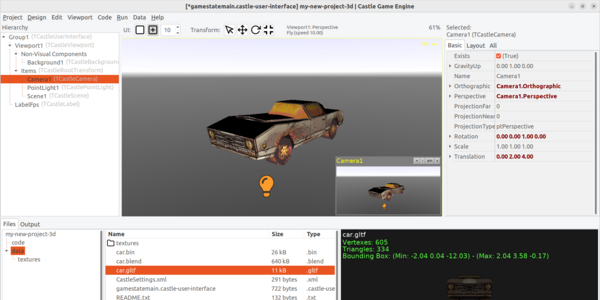 [*gamestatemain.castle-user-interface] my-new-project-3d | Castle Game Engine
Project Design Edit Viewport Code Run Data Help
Hierarchy
Group1 (TCastleUserInterface)
Viewport1 (TCastleViewport)
Non-Visual Components
Background1 (TCastleBackground
Items (TCastleRootTransform)
Camera1 (TCastleCamera)
PointLight1 (TCastlePointLight)
Scene1 (TCastleScene)
LabelFps (TCastleLabel)
UI: 10 Transform:
Viewport1: Perspective
Fly (speed 10.00)
61%
Camera1
Selected:
Camera1 (TCastleCamera)
Basic Layout All
Exists (True)
GravityUp 0.00 1.00 0.00
Name Camera1
Orthographic Camera1.Orthographic
Perspective Camera1.Perspective
ProjectionFar 0
ProjectionNear 0
ProjectionType ptPerspective
Rotation 0.00 0.00 1.00 0.00
Scale 1.00 1.00 1.00
Translation 0.00 2.00 4.00
Files Output
my-new-project-3d
code
data
textures
Name Size Type
textures
car.bin 26 kB .bin
car.blend 640 kB .blend
car.gltf 11 kB .gltf
CastleSettings.xml 291 bytes .xml
gamestatemain.castle-user-interface 722 bytes .castle-use
README.txt .txt
car.gltf
Vertexes: 605
Triangles: 334
Bounding Box: (Min: -2.04 0.04 -12.03) - (Max: 2.04 3.58 -0.17)